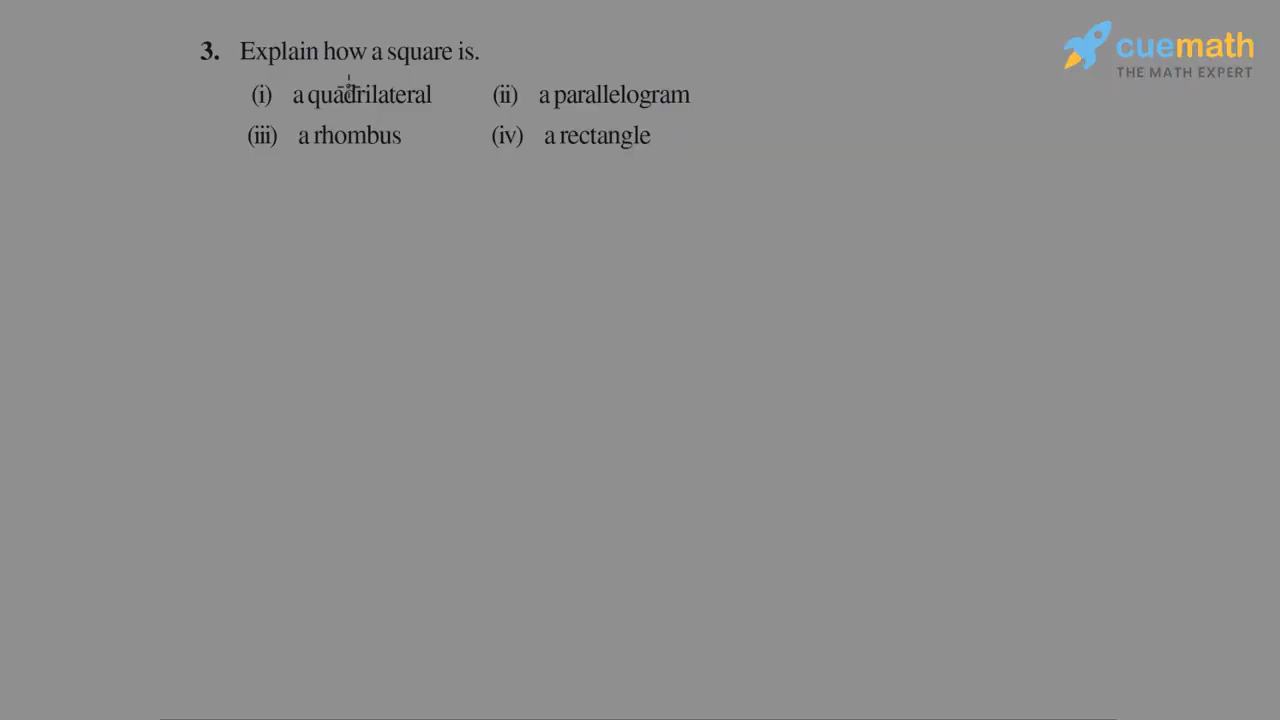 3. Explain how a square is.
(i) a quadrilateral (ii) a parallelogram
(iii) a rhombus (iv) a rectangle
cuemath
THE MATH EXPERT